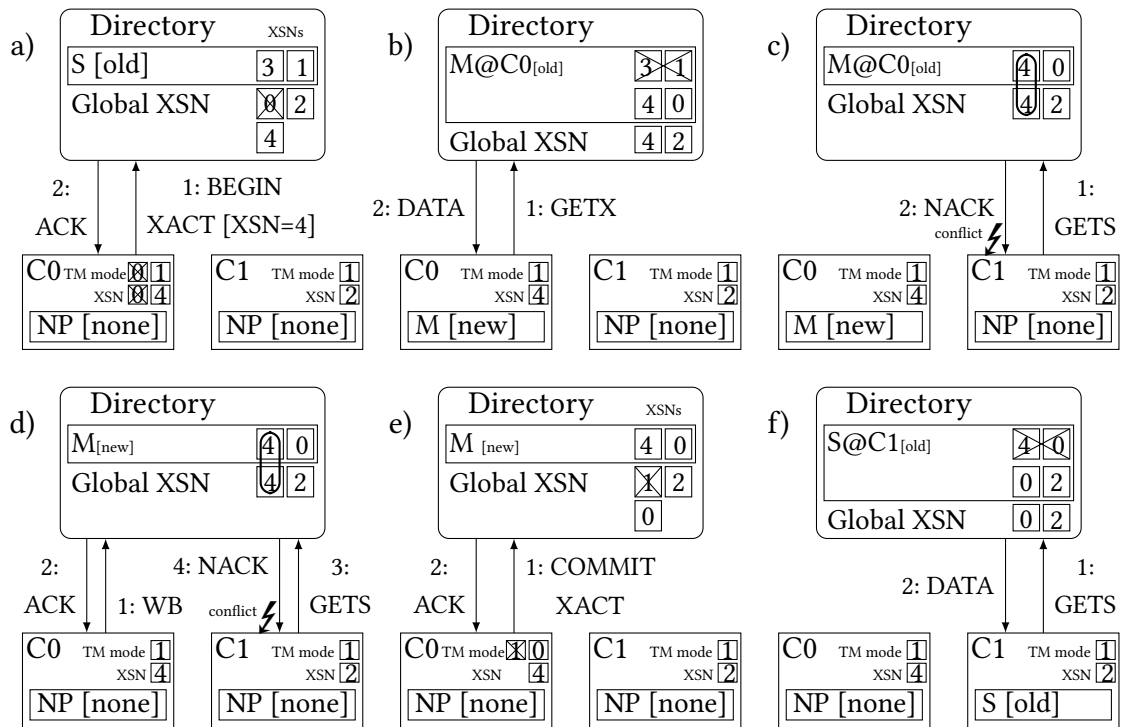 a)
Directory XSNs
S [old] 3 1
Global XSN 0 2
4
2:
ACK
1: BEGIN
XACT [XSN=4]
C0 TM mode 0 1
XSN 0 4
NP [none]
C1 TM mode 1
XSN 2
NP [none]
b)
Directory
M@C0[old] 3 1
4 0
Global XSN 4 2
2: DATA
1: GETX
C0 TM mode 1
XSN 4
M [new]
C1 TM mode 1
XSN 2
NP [none]
c)
Directory
M@C0[old] 4 0
Global XSN 4 2
2: NACK
conflict
1:
GETS
C0 TM mode 1
XSN 4
M [new]
C1 TM mode 1
XSN 2
NP [none]
d)
Directory
M[new] 4 0
Global XSN 4 2
2:
ACK
1: WB
4: NACK
conflict
3:
GETS
C0 TM mode 1
XSN 4
NP [none]
C1 TM mode 1
XSN 2
NP [none]
e)
Directory XSNs
M [new] 4 0
Global XSN 1 2
0
2:
ACK
1: COMMIT
XACT
C0 TM mode 1 0
XSN 4
NP [none]
C1 TM mode 1
XSN 2
NP [none]
f)
Directory
S@C1[old] 4 0
0 2
Global XSN 0 2
2: DATA
1:
GETS
C0 TM mode 1
XSN 4
NP [none]
C1 TM mode 1
XSN 2
S [old]